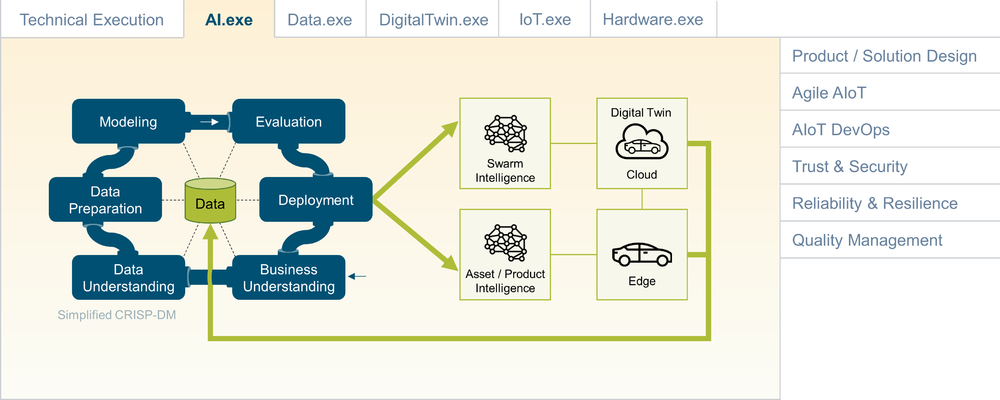 Technical Execution
AI.exe
Data.exe
DigitalTwin.exe
IoT.exe
Hardware.exe
Product / Solution Design
Agile AIoT
AIoT DevOps
Trust & Security
Reliability & Resilience
Quality Management
Modeling
Evaluation
Data
Preparation
Data
Deployment
Data
Understanding
Business
Understanding
Simplified CRISP-DM
Swarm
Intelligence
Digital Twin
Cloud
Asset / Product
Intelligence
Edge